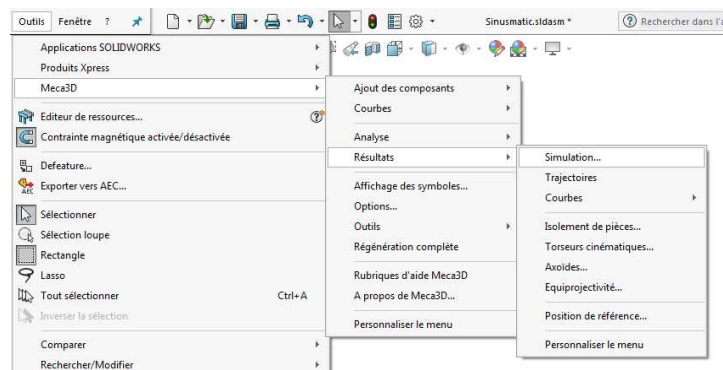 Outils Fenêtre ? Sinusmatic.sldasm * Rechercher dans l'a
Applications SOLIDWORKS
Produits Xpress
Meca3D
Editeur de ressources...
Contrainte magnétique activée/désactivée
Defeature...
Exporter vers AEC...
Sélectionner
Sélection loupe
Rectangle
Lasso
Tout sélectionner Ctrl+A
Inverser la sélection
Comparer
Rechercher/Modifier
Ajout des composants
Courbes
Analyse
Résultats
Affichage des symboles...
Options...
Outils
Régénération complète
Rubriques d'aide Meca3D
A propos de Meca3D...
Personnaliser le menu
Simulation...
Trajectoires
Courbes
Isolement de pièces...
Torseurs cinématiques...
Axoïdes...
Equiprojectivité...
Position de référence...
Personnaliser le menu